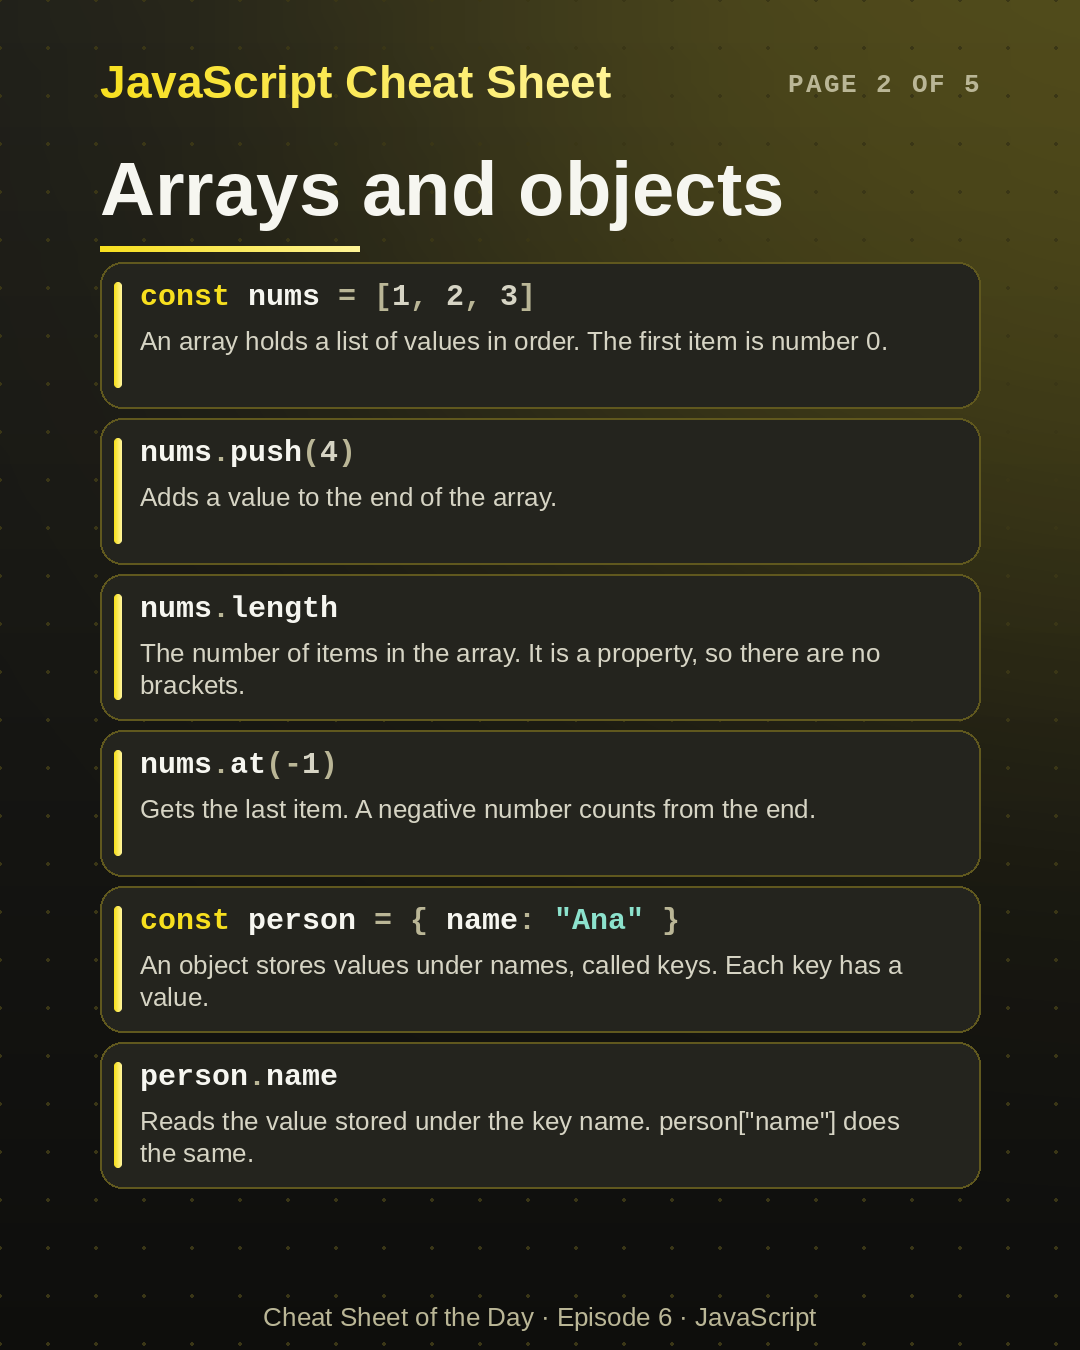 JavaScript Cheat Sheet
PAGE 2 OF 5
Arrays and objects
const nums = [1, 2, 3]
An array holds a list of values in order. The first item is number 0.
nums.push(4)
Adds a value to the end of the array.
nums.length
The number of items in the array. It is a property, so there are no
brackets.
nums.at(-1)
Gets the last item. A negative number counts from the end.
const person = { name: "Ana" }
An object stores values under names, called keys. Each key has a
value.
person.name
Reads the value stored under the key name. person["name"] does
the same.
Cheat Sheet of the Day · Episode 6 · JavaScript